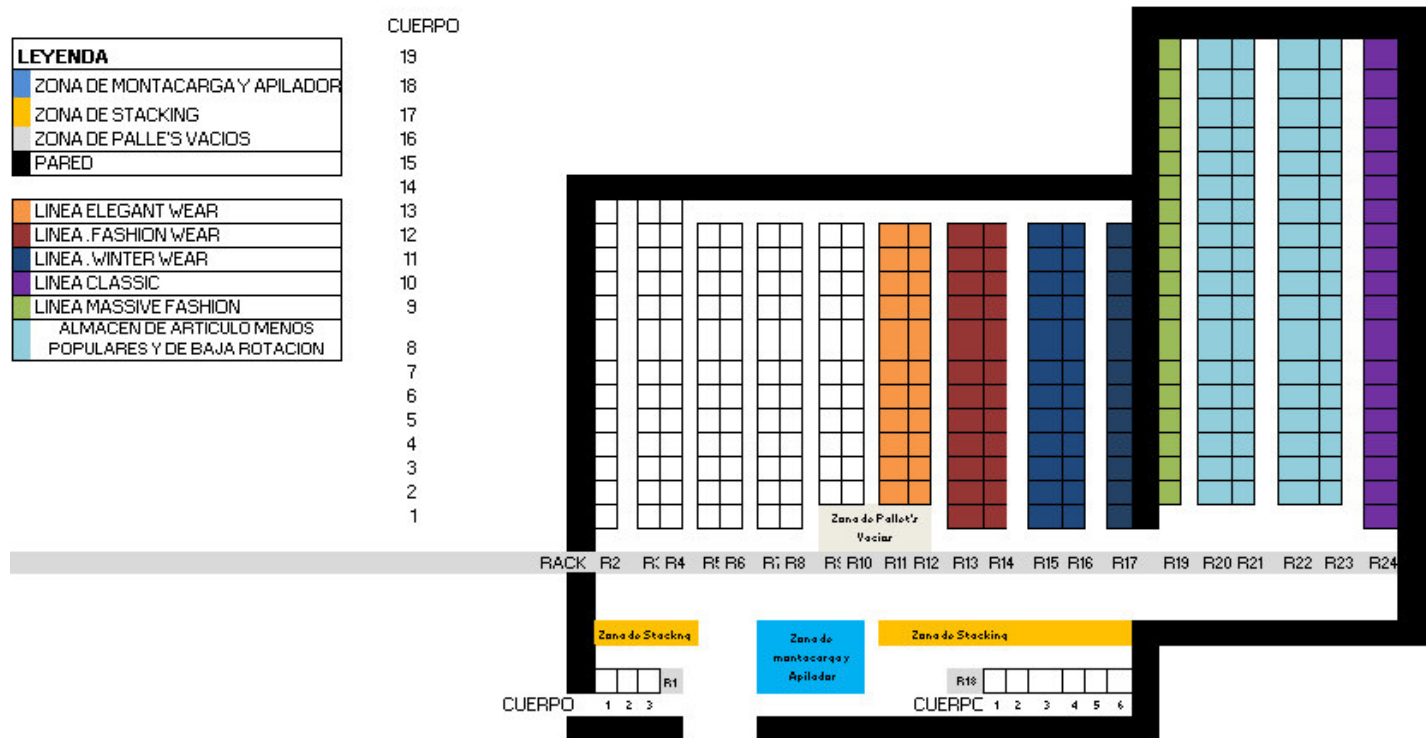 CUERPO
LEYENDA
ZONA DE MONTACARGA Y APILADOR
ZONA DE STACKING
ZONA DE PALLE'S VACIOS
PARED
LINEA ELEGANT WEAR
LINEA .FASHION WEAR
LINEA .WINTER WEAR
LINEA CLASSIC
LINEA MASSIVE FASHION
ALMACEN DE ARTICULO MENOS
POPULARES Y DE BAJA ROTACION
19
18
17
16
15
14
13
12
11
10
9
8
7
6
5
4
3
2
1
Zona de Pallet's
Vacios
RACK R2 R4 R6 R8 R10 R11 R12 R13 R14 R15 R16 R17 R19 R20 R21 R22 R23 R24
Zona de Stackng
Zona de
montacarga y
Apilador
Zona de Stacking
R1
R18
CUERPO 1 2 3
CUERPC 1 2 3 4 5 6